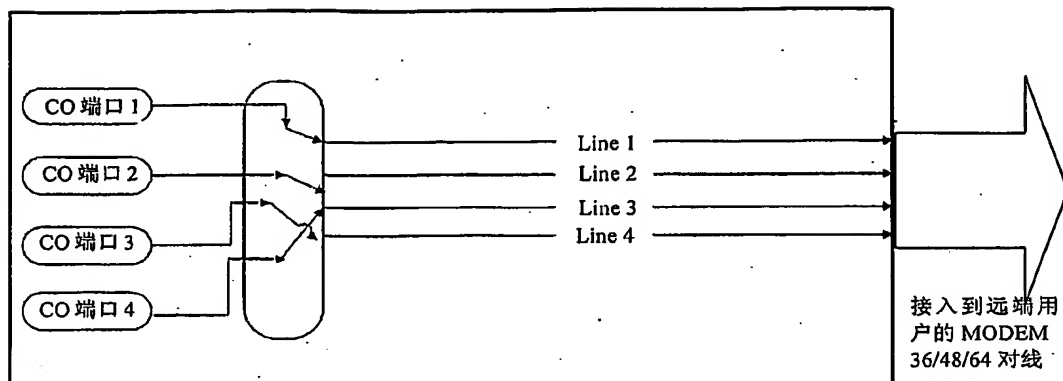 CO 端口 1
CO 端口 2
CO 端口 3
CO 端口 4
Line 1
Line 2
Line 3
Line 4
接入到远端用
户的 MODEM
36/48/64 对线